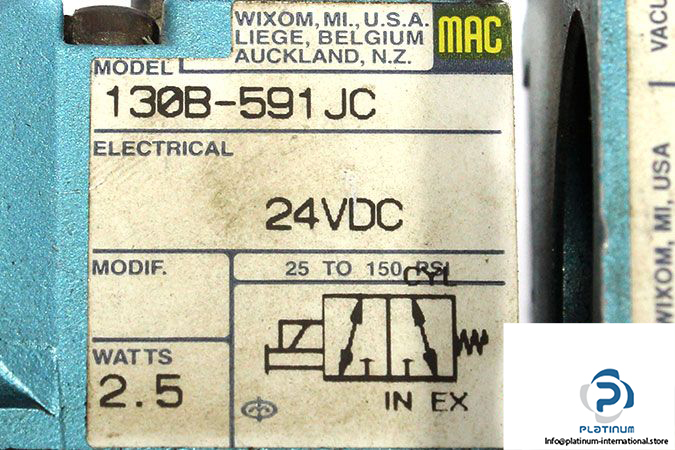 WIXOM, MI., U.S.A.
LIEGE, BELGIUM
AUCKLAND, N.Z.
MAC
MODEL
130B-591JC
ELECTRICAL
24VDC
MODIF.
25 TO 150 PSI
CYL
WATTS
2.5
IN EX
VACU
WIXOM, MI, USA
PLATINUM
Info@platinum-international.store